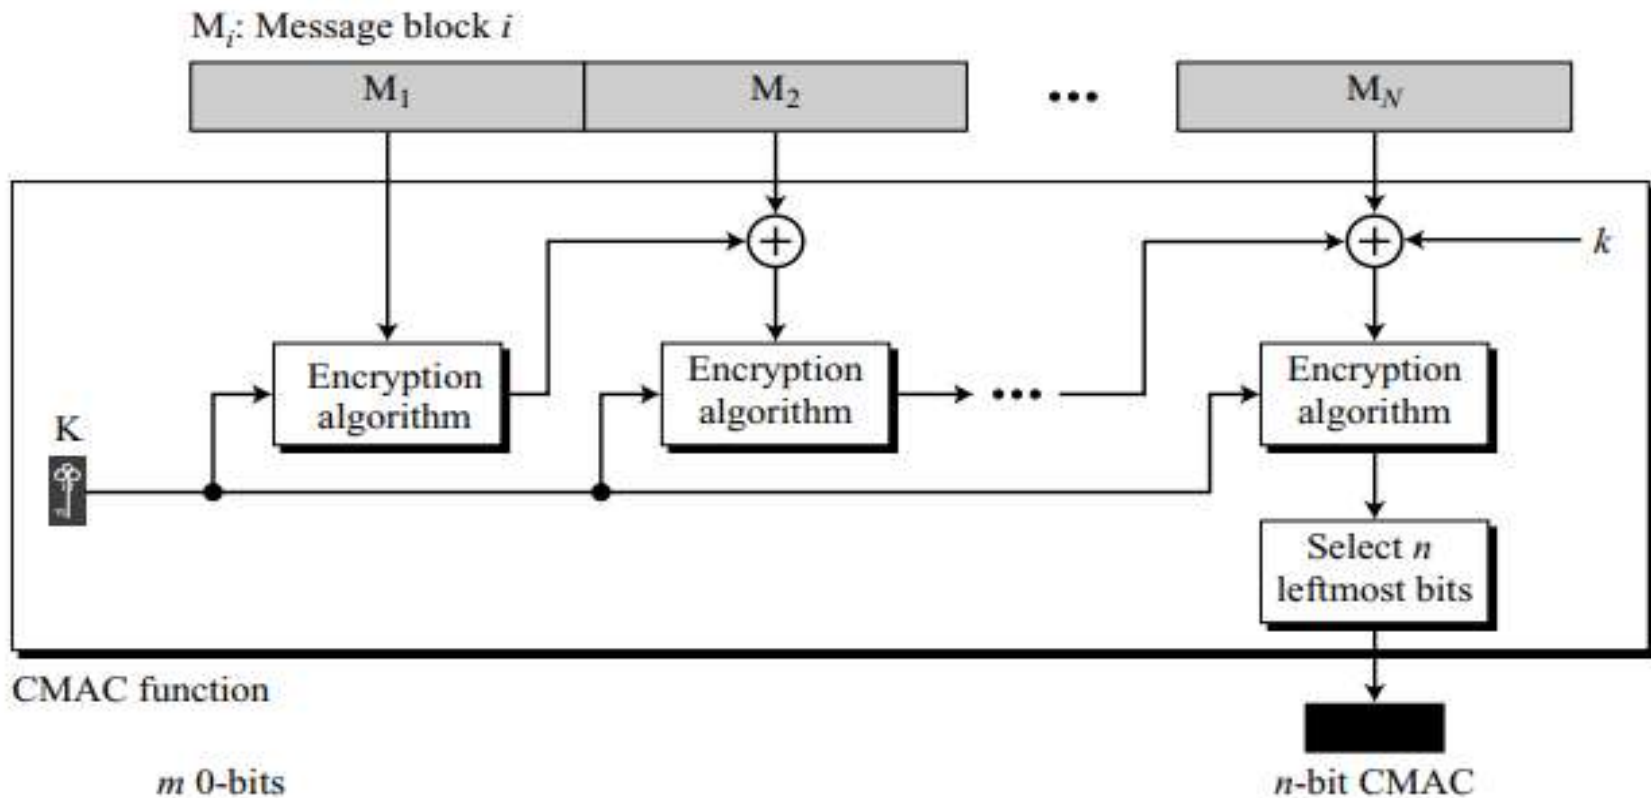 Mᵢ: Message block i
M₁ M₂ ••• M_N
+ +
k
Encryption algorithm
Encryption algorithm
•••
Encryption algorithm
K
Select n
leftmost bits
CMAC function
m 0-bits
n-bit CMAC